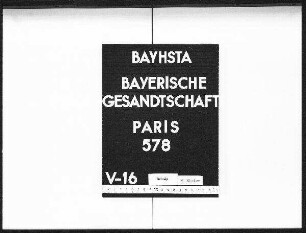 BAYHSTA
BAYERISCHE
GESANDTSCHAFT
PARIS
578
V-16